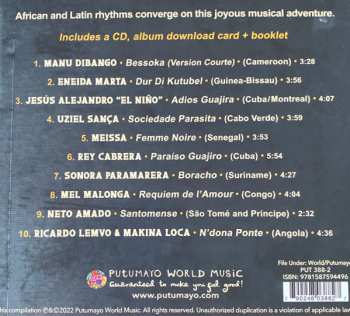 African and Latin rhythms converge on this joyous musical adventure.
Includes a CD, album download card + booklet
1. MANU DIBANGO • Bessoka (Version Courte) • (Cameroon) • 3:28
2. ENEIDA MARTA • Dur Di Kutubel • (Guinea-Bissau) • 3:56
3. JESÚS ALEJANDRO "EL NIÑO" • Adios Guajira • (Cuba/Montreal) • 4:07
4. UZIEL SANÇA • Sociedade Parasita • (Cabo Verde) • 3:59
5. MEISSA • Femme Noire • (Senegal) • 3:53
6. REY CABRERA • Paraíso Guajiro • (Cuba) • 5:54
7. SONORA PARAMARERA • Boracho • (Suriname) • 4:27
8. MEL MALONGA • Requiem de l'Amour • (Congo) • 4:04
9. NETO AMADO • Santomense • (São Tomé and Principe) • 2:32
10. RICARDO LEMVO & MAKINA LOCA • N'dona Ponte • (Angola) • 4:36
File Under: World/Putumayo
PUT 388-2
ISBN: 9781587594496
PUTUMAYO WORLD MUSIC
Guaranteed to make you feel good!
www.putumayo.com
his compilation ℗&©2022 Putumayo World Music. All rights reserved. Unauthorized duplication is a violation of applicable law